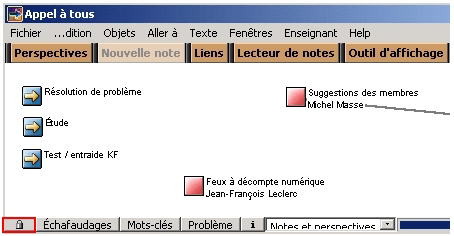 Appel à tous
Fichier ...dition Objets Aller à Texte Fenêtres Enseignant Help
Perspectives Nouvelle note Liens Lecteur de notes Outil d'affichage
Résolution de problème
Suggestions des membres
Michel Masse
Étude
Test / entraide KF
Feux à décompte numérique
Jean-François Leclerc
Échafaudages Mots-clés Problème i Notes et perspectives